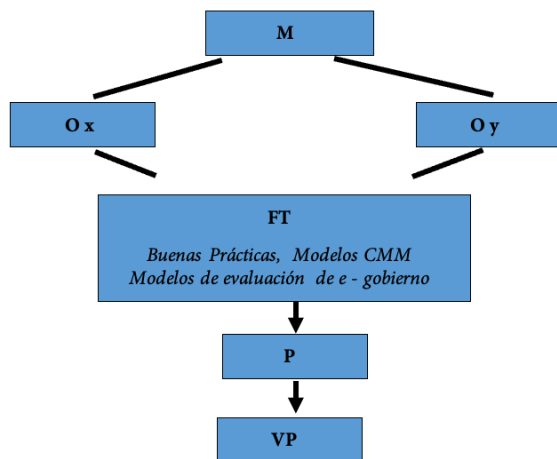 M
O x
O y
FT
Buenas Prácticas, Modelos CMM
Modelos de evaluación de e - gobierno
P
VP